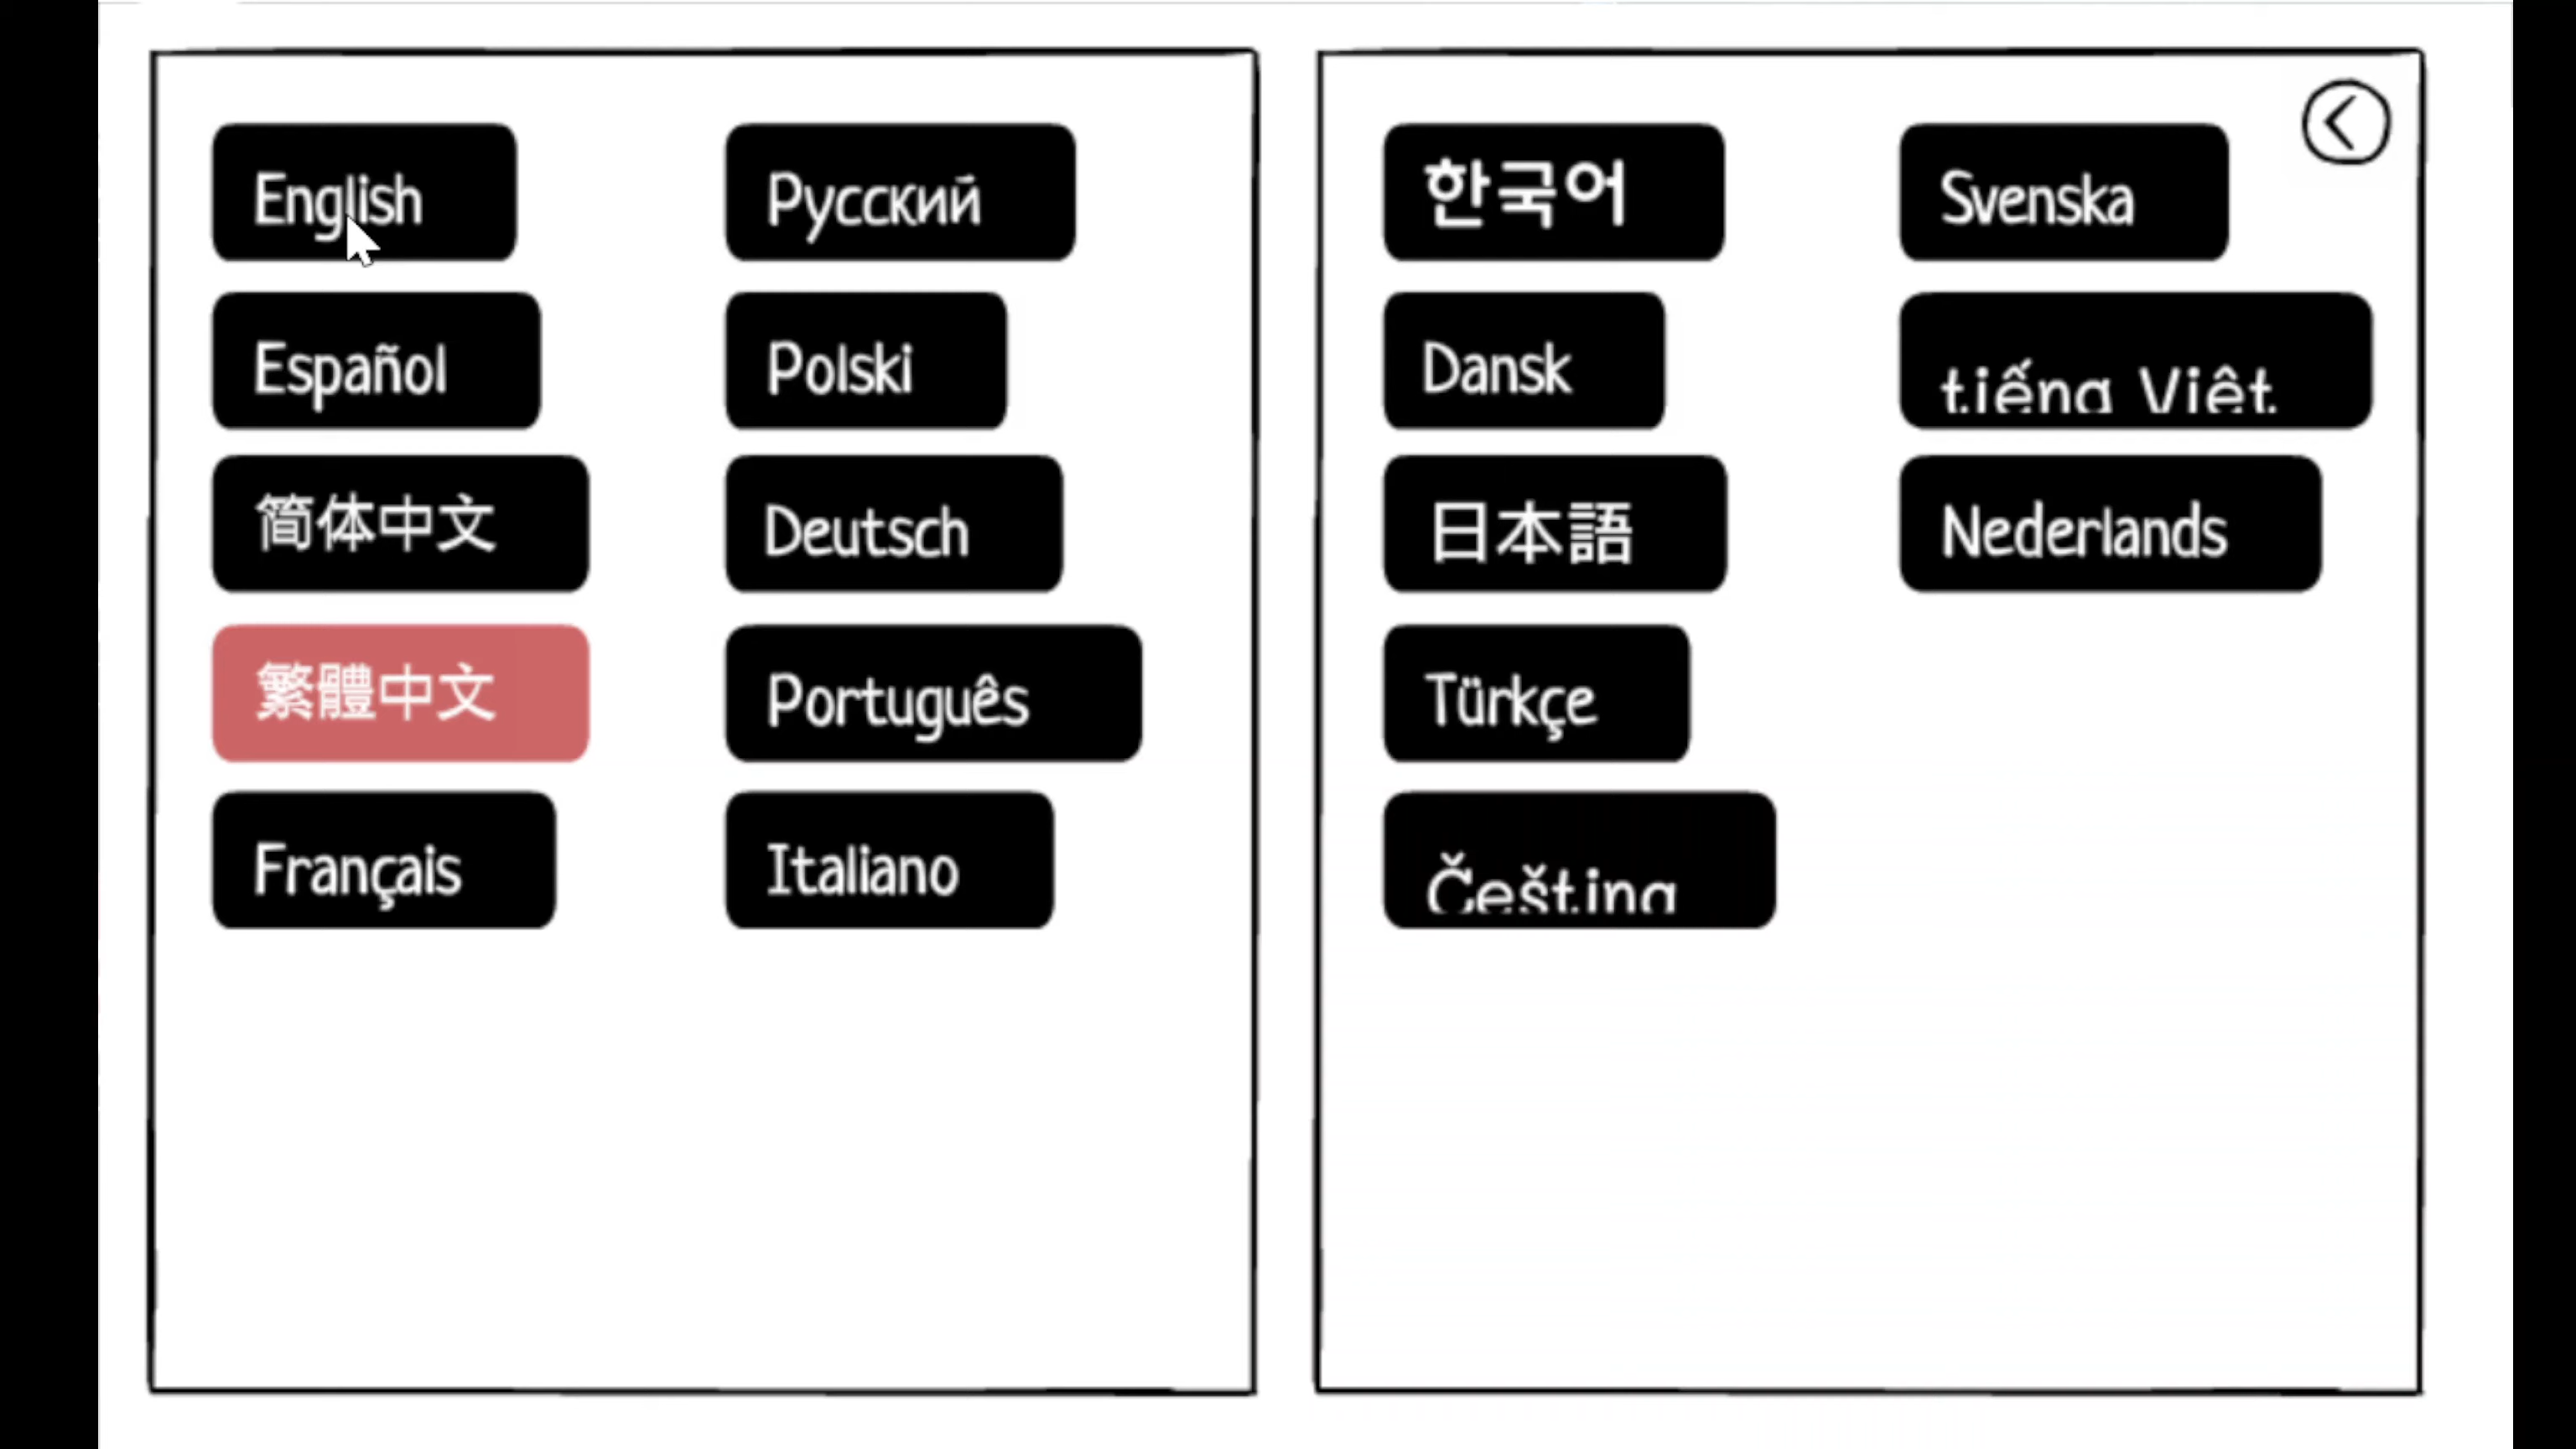 English
Español
简体中文
繁體中文
Français
Русский
Polski
Deutsch
Português
Italiano
한국어
Dansk
日本語
Türkçe
Čeština
Svenska
tiếng Việt
Nederlands